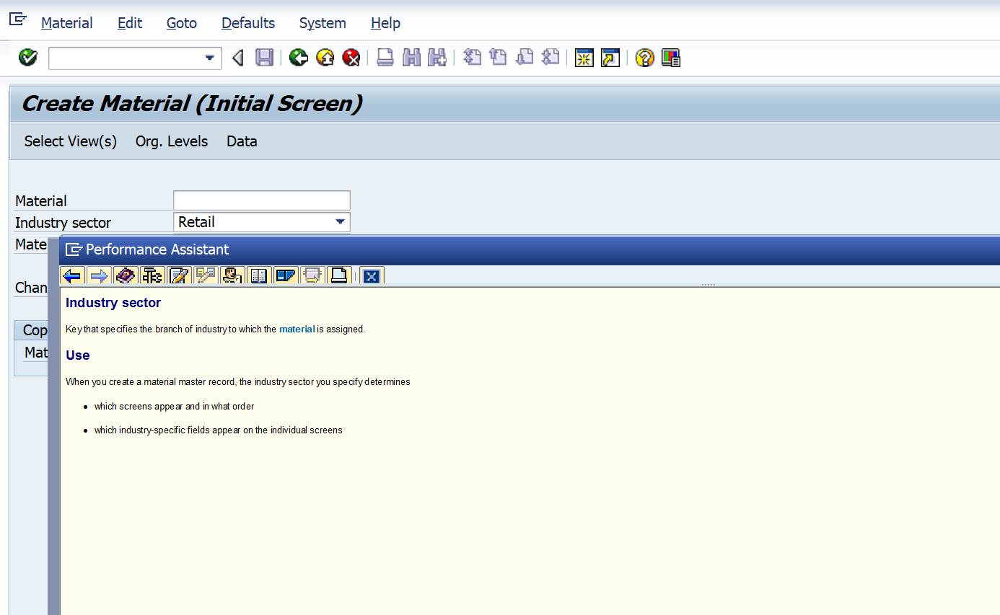 Material Edit Goto Defaults System Help
Create Material (Initial Screen)
Select View(s) Org. Levels Data
Material
Industry sector Retail
Mate
Performance Assistant
Chan
Industry sector
Key that specifies the branch of industry to which the material is assigned.
Cop
Mat
Use
When you create a material master record, the industry sector you specify determines
• which screens appear and in what order
• which industry-specific fields appear on the individual screens